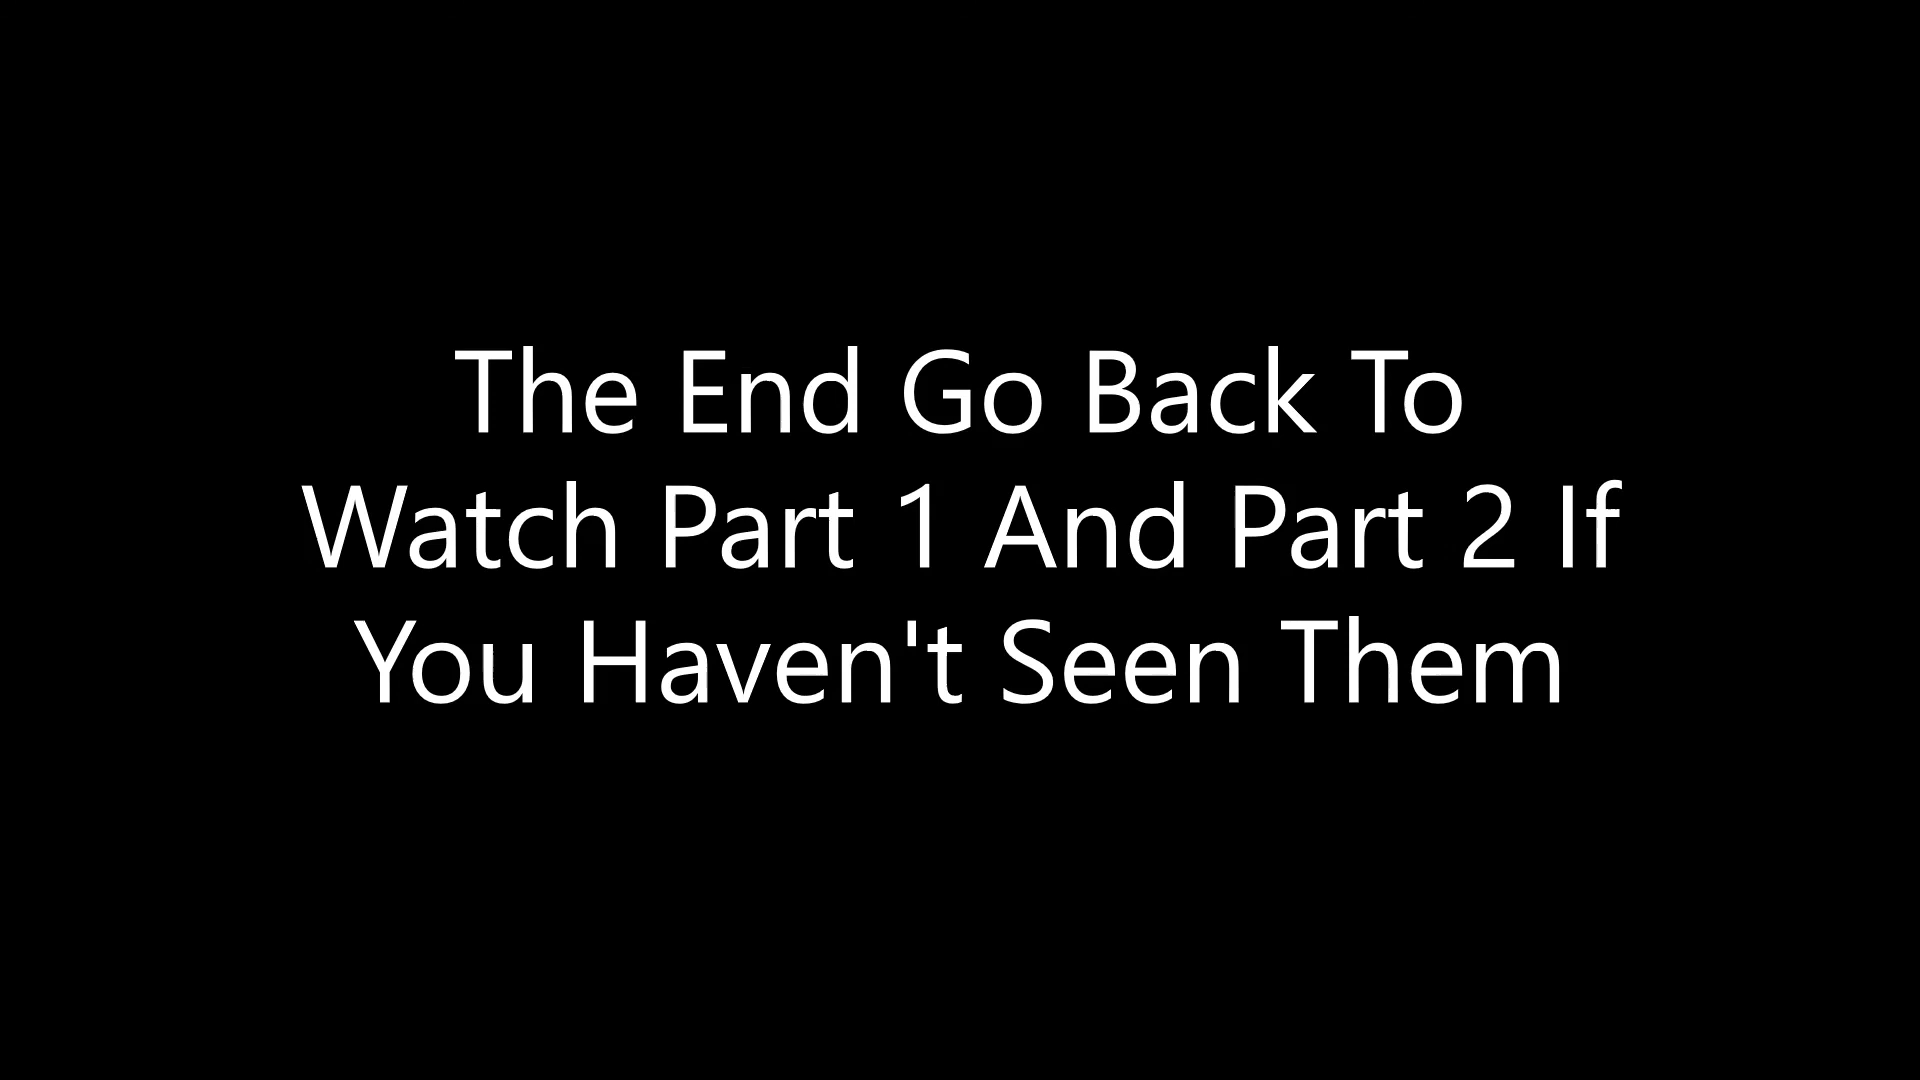 The End Go Back To
Watch Part 1 And Part 2 If
You Haven't Seen Them